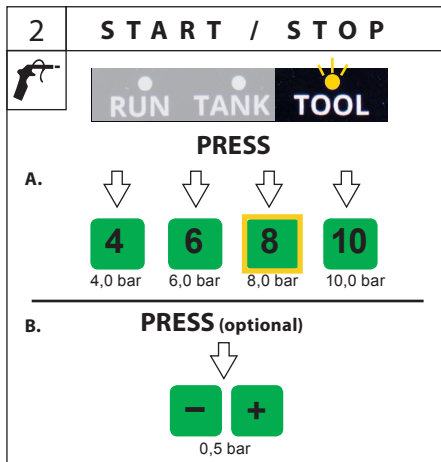 2 START / STOP
RUN TANK TOOL
PRESS
A.
4 6 8 10
4,0 bar 6,0 bar 8,0 bar 10,0 bar
B. PRESS (optional)
− +
0,5 bar